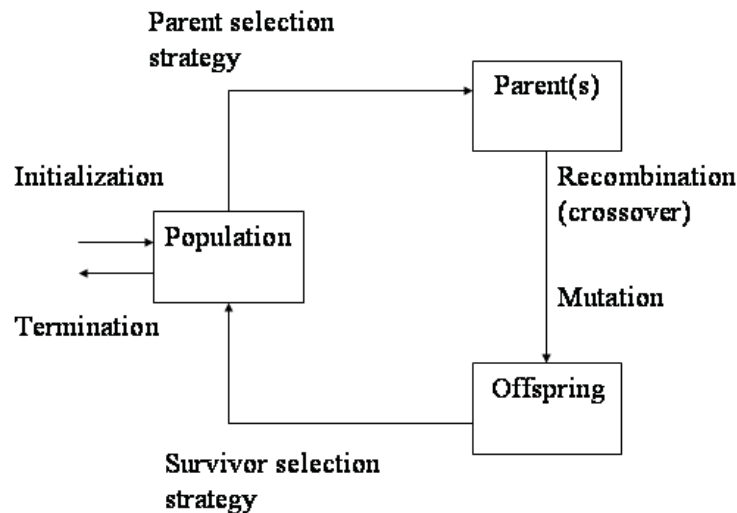 Parent selection
strategy
Parent(s)
Initialization
Recombination
(crossover)
Population
Mutation
Termination
Offspring
Survivor selection
strategy